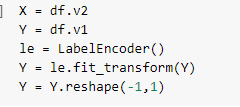 ] X = df.v2
Y = df.v1
le = LabelEncoder()
Y = le.fit_transform(Y)
Y = Y.reshape(-1,1)